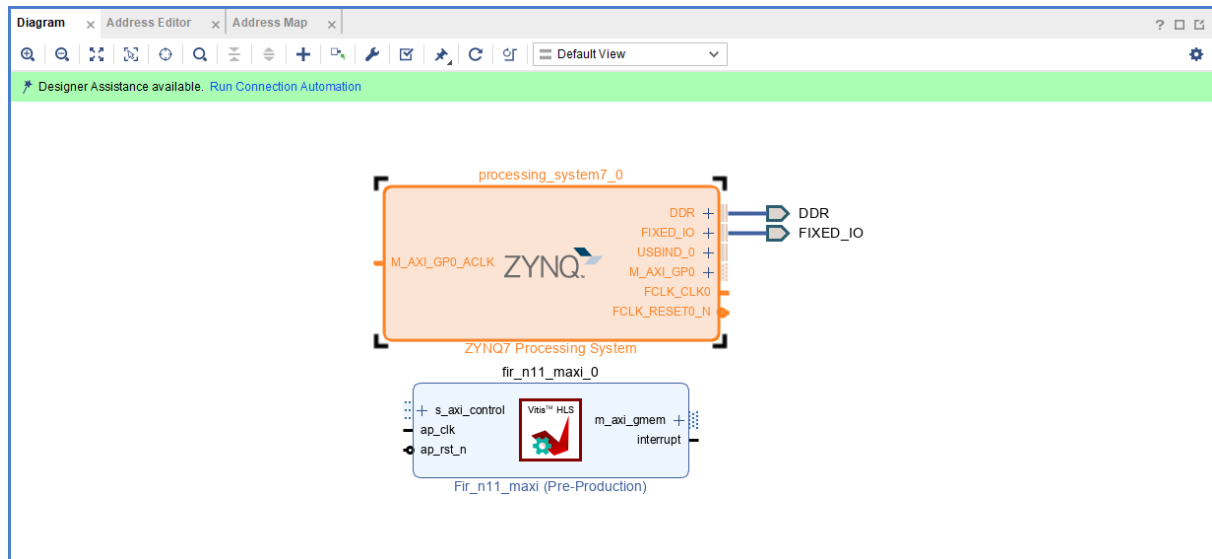 Diagram × Address Editor × Address Map × ?
Default View
Designer Assistance available. Run Connection Automation
processing_system7_0
DDR
FIXED_IO
USBIND_0
M_AXI_GP0
FCLK_CLK0
FCLK_RESET0_N
M_AXI_GP0_ACLK
ZYNQ
ZYNQ7 Processing System
DDR
FIXED_IO
fir_n11_maxi_0
s_axi_control
ap_clk
ap_rst_n
Vitis™ HLS
m_axi_gmem
interrupt
Fir_n11_maxi (Pre-Production)